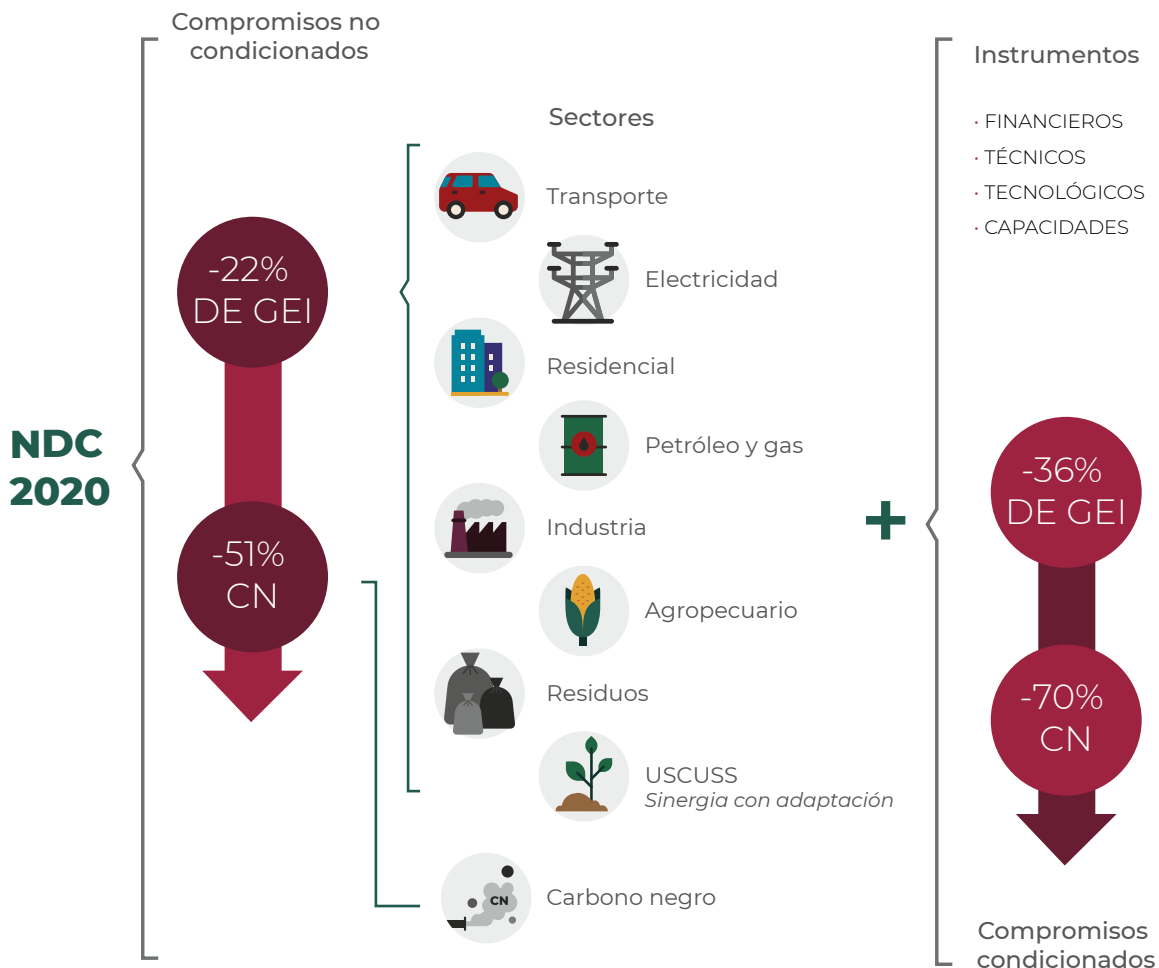 NDC
2020
Compromisos no
condicionados
-22%
DE GEI
-51%
CN
Sectores
Transporte
Electricidad
Residencial
Petróleo y gas
Industria
Agropecuario
Residuos
USCUSS
Sinergia con adaptación
CN
Carbono negro
+
Instrumentos
· FINANCIEROS
· TÉCNICOS
· TECNOLÓGICOS
· CAPACIDADES
-36%
DE GEI
-70%
CN
Compromisos
condicionados